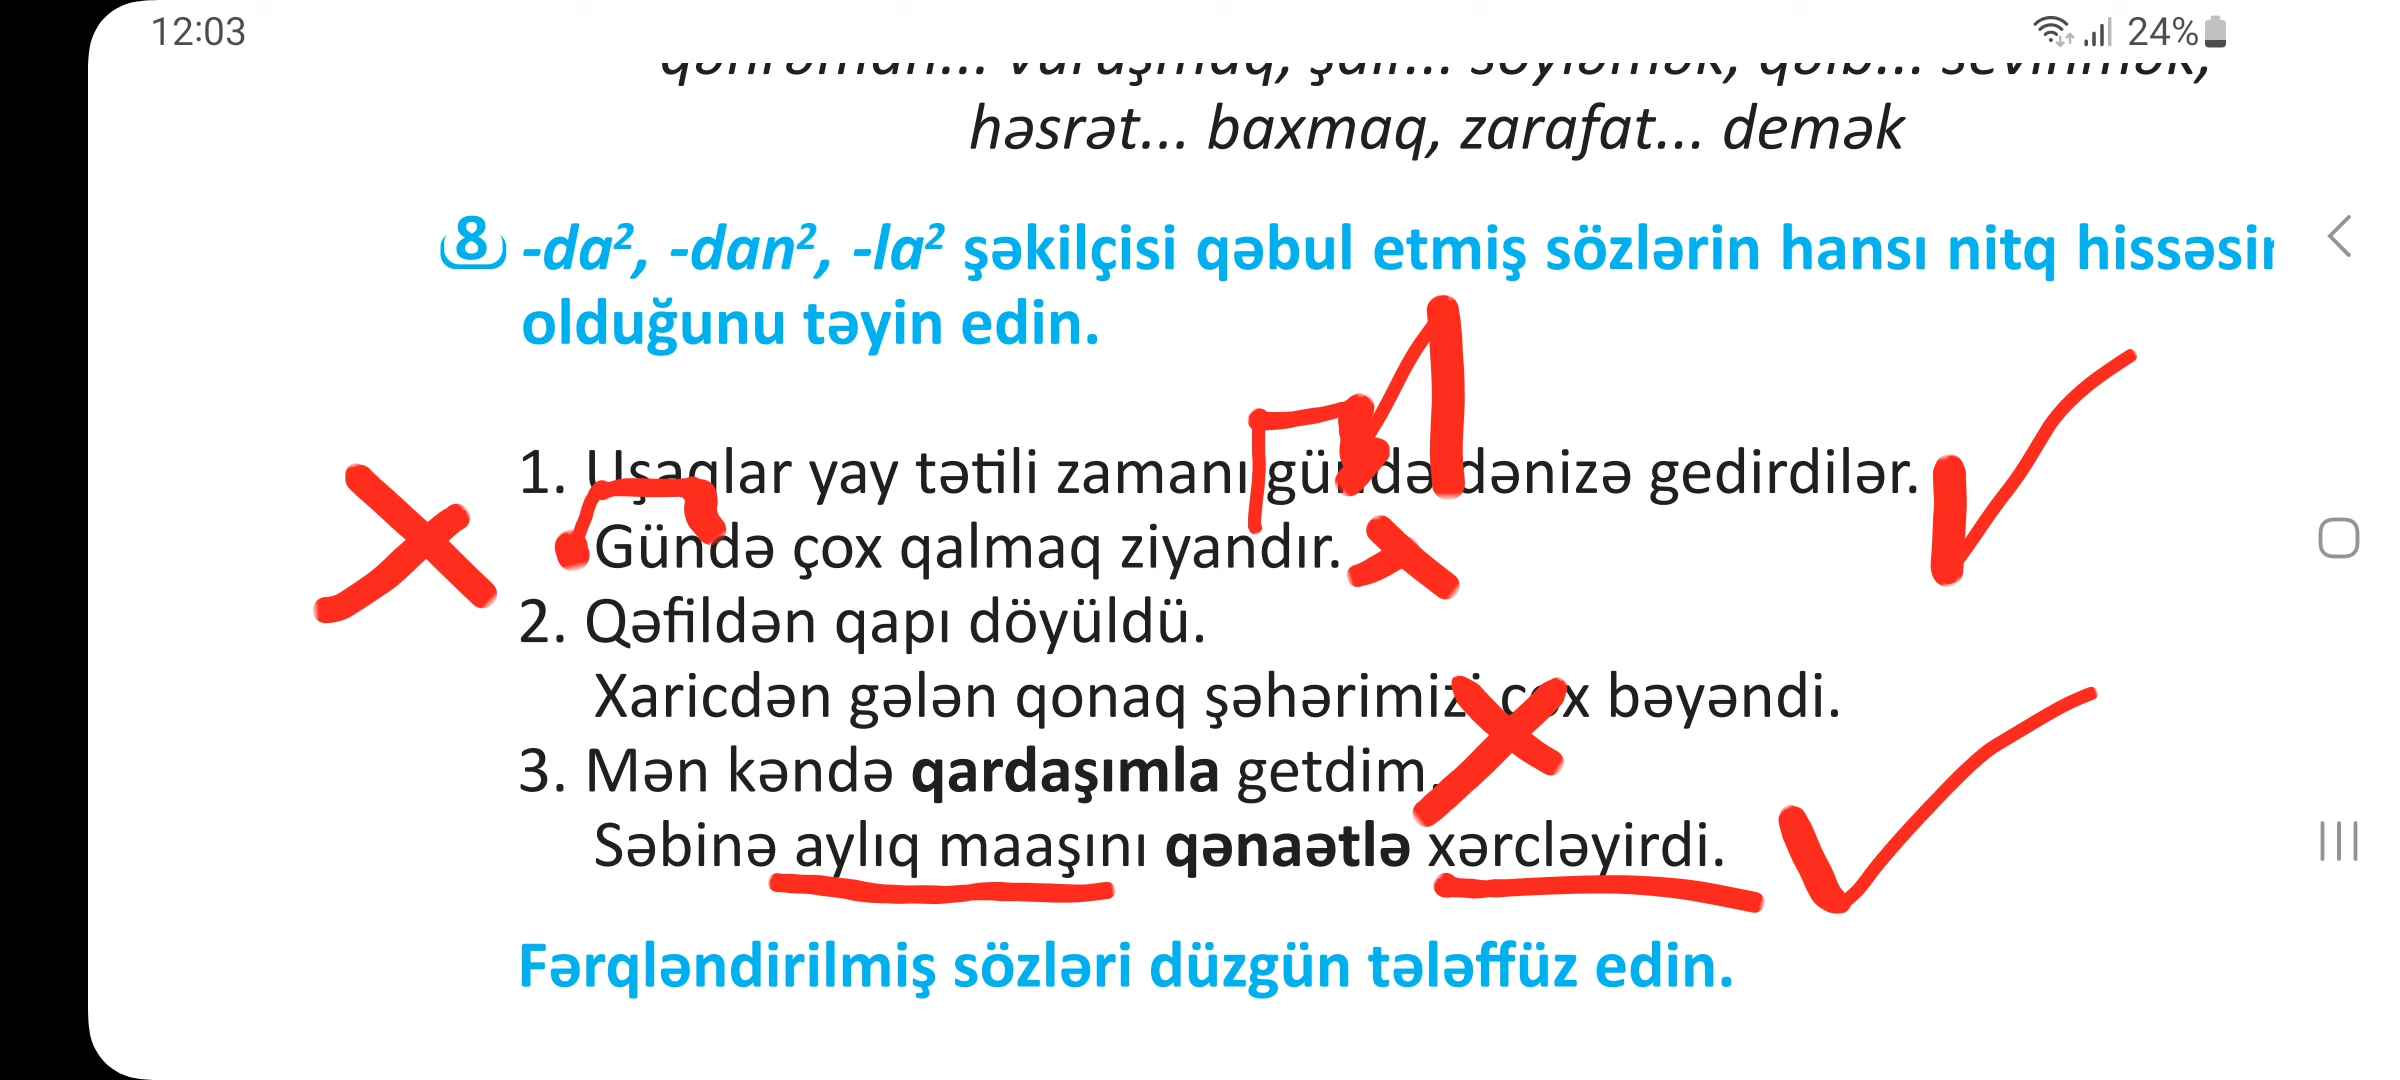 12:03
24%
həsrət... baxmaq, zarafat... demək
8 -da², -dan², -la² şəkilçisi qəbul etmiş sözlərin hansı nitq
olduğunu təyin edin.
1. Uşaqlar yay tətili zamanı gündə dənizə gedirdilər.
Gündə çox qalmaq ziyandır.
2. Qəfildən qapı döyüldü.
Xaricdən gələn qonaq şəhərimizi çox bəyəndi.
3. Mən kəndə qardaşımla getdim.
Səbinə aylıq maaşını qənaətlə xərcləyirdi.
Fərqləndirilmiş sözləri düzgün tələffüz edin.